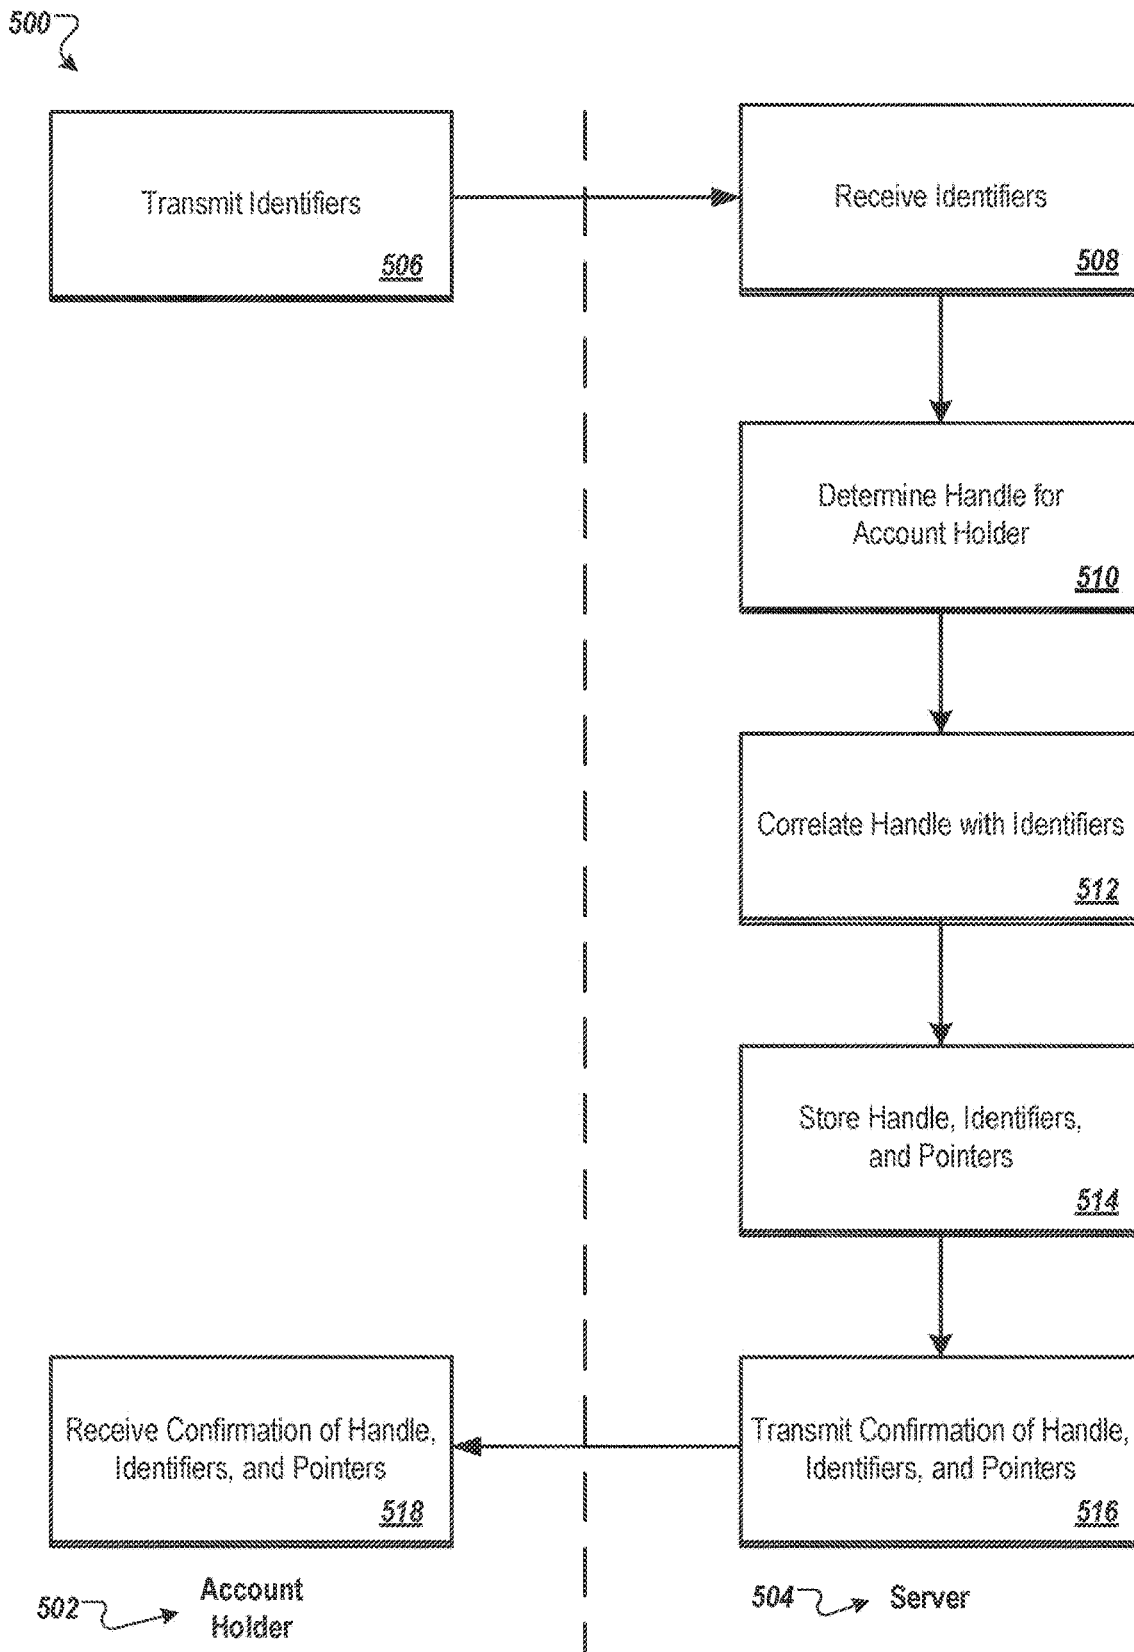 500
Transmit Identifiers
506
Receive Identifiers
508
Determine Handle for
Account Holder
510
Correlate Handle with Identifiers
512
Store Handle, Identifiers,
and Pointers
514
Receive Confirmation of Handle,
Identifiers, and Pointers
518
Transmit Confirmation of Handle,
Identifiers, and Pointers
516
502
Account
Holder
504
Server